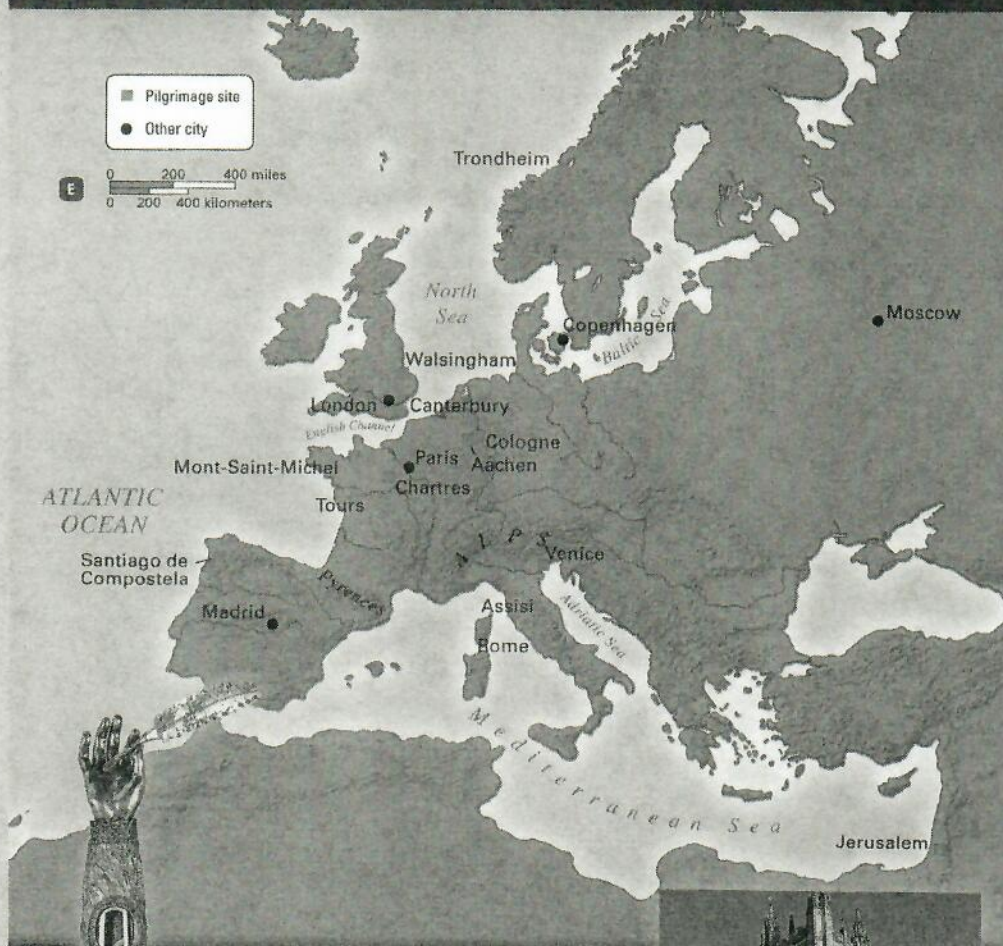 Pilgrimage site
Other city
E
0 200 400 miles
0 200 400 kilometers
Trondheim
North
Sea
Moscow
Copenhagen
Baltic Sea
Walsingham
London
Canterbury
English Channel
Cologne
Paris
Aachen
Mont-Saint-Michel
Chartres
Tours
ATLANTIC
OCEAN
ALPS
Venice
Santiago de
Compostela
Pyrenees
Madrid
Assisi
Adriatic Sea
Rome
Mediterranean Sea
Jerusalem